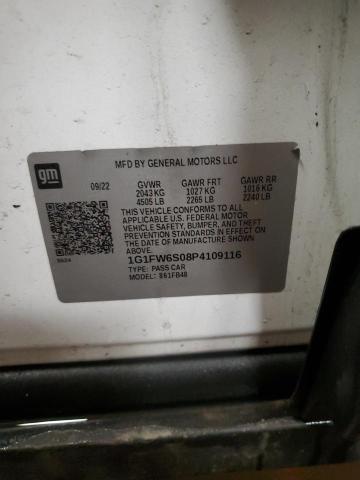 gm
MFD BY GENERAL MOTORS LLC
09/22 GVWR GAWR FRT GAWR RR
2043 KG 1027 KG 1016 KG
4505 LB 2265 LB 2240 LB
THIS VEHICLE CONFORMS TO ALL
APPLICABLE U.S. FEDERAL MOTOR
VEHICLE SAFETY, BUMPER, AND THEFT
PREVENTION STANDARDS IN EFFECT ON
THE DATE OF MANUFACTURE SHOWN
ABOVE.
1G1FW6S08P4109116
TYPE: PASS CAR
MODEL: 861FB48